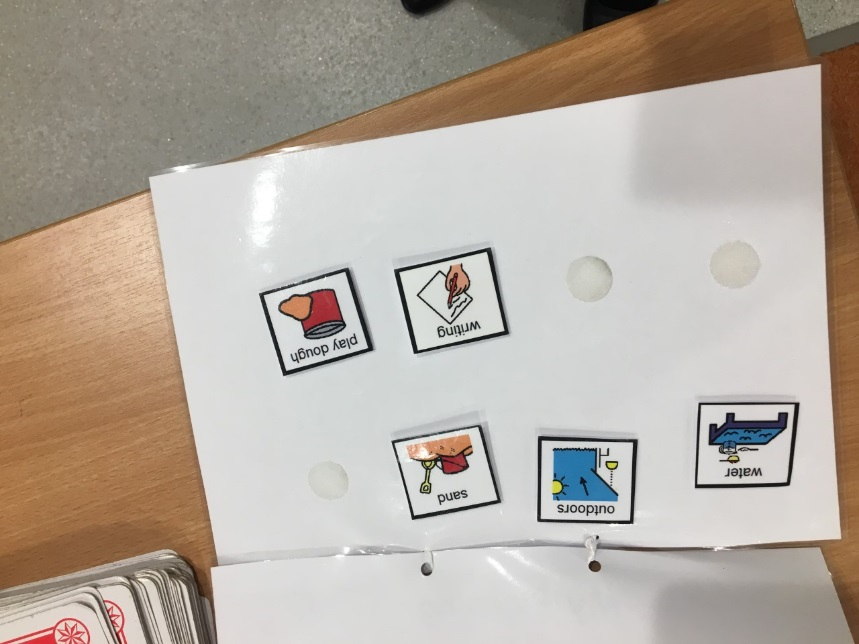 water
outdoors
sand
writing
play dough